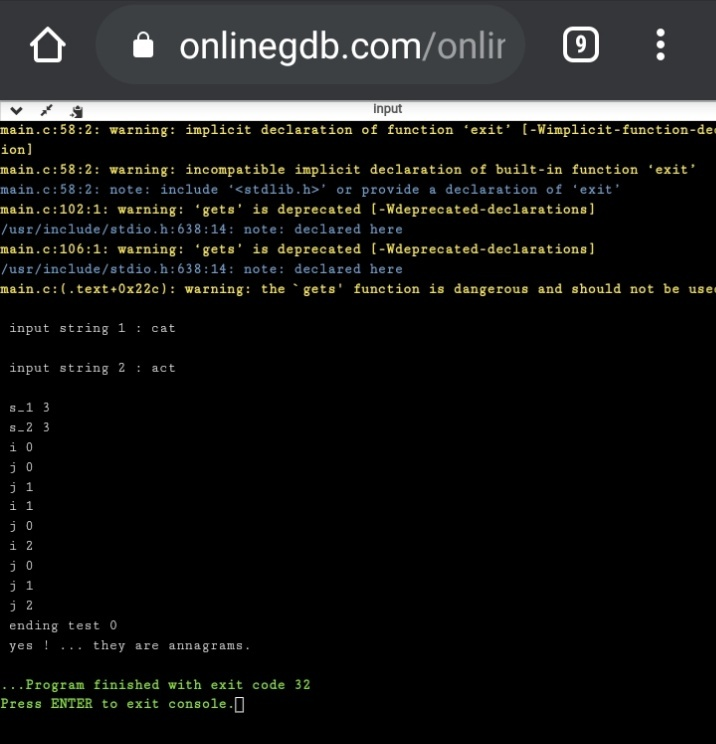 onlinegdb.com/onlin
9
input
main.c:58:2: warning: implicit declaration of function ‘exit’ [-Wimplicit-function-dec
ion]
main.c:58:2: warning: incompatible implicit declaration of built-in function ‘exit’
main.c:58:2: note: include ‘<stdlib.h>’ or provide a declaration of ‘exit’
main.c:102:1: warning: ‘gets’ is deprecated [-Wdeprecated-declarations]
/usr/include/stdio.h:638:14: note: declared here
main.c:106:1: warning: ‘gets’ is deprecated [-Wdeprecated-declarations]
/usr/include/stdio.h:638:14: note: declared here
main.c:(.text+0x22c): warning: the `gets' function is dangerous and should not be used
input string 1 : cat
input string 2 : act
s_1 3
s_2 3
i 0
j 0
j 1
i 1
j 0
i 2
j 0
j 1
j 2
ending test 0
yes ! ... they are annagrams.
...Program finished with exit code 32
Press ENTER to exit console.